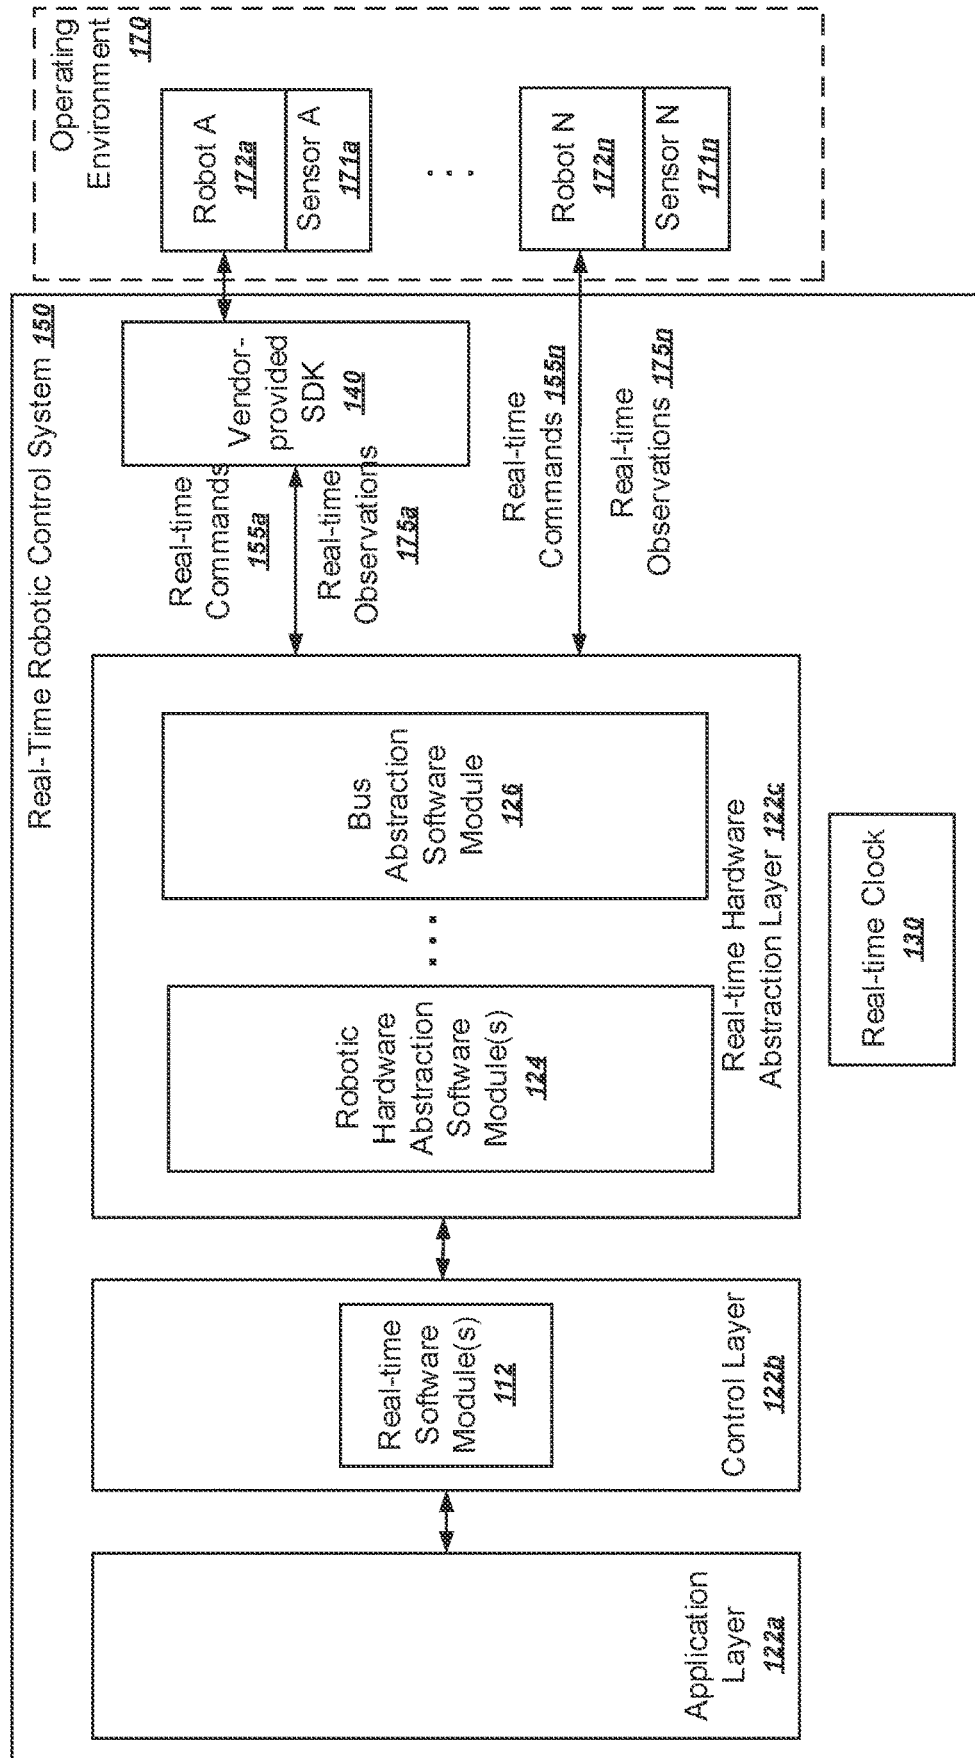 Real-Time Robotic Control System 150
Application
Layer
122a
Real-time
Software
Module(s)
112
Control Layer
122b
Robotic
Hardware
Abstraction
Software
Module(s)
124
...
Bus
Abstraction
Software
Module
126
Real-time Hardware
Abstraction Layer 122c
Real-time Clock
130
Real-time
Commands
155a
Real-time
Observations
175a
Vendor-
provided
SDK
140
Real-time
Commands 155n
Real-time
Observations 175n
Operating
Environment
170
Robot A
172a
Sensor A
171a
...
Robot N
172n
Sensor N
171n